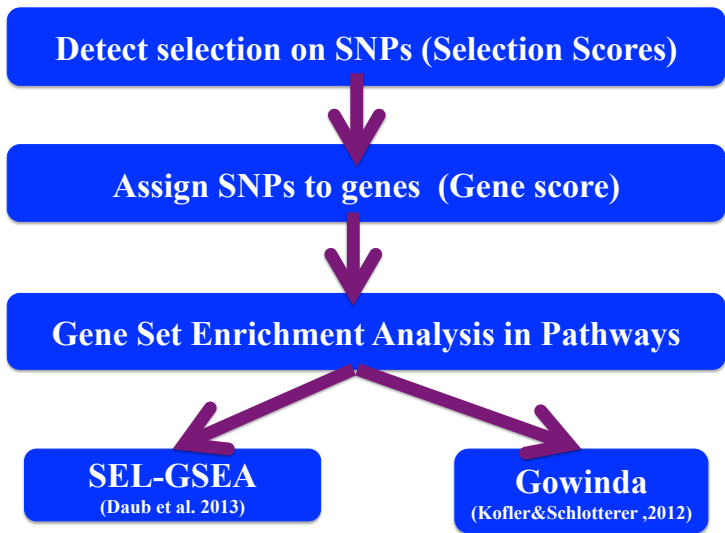 Detect selection on SNPs (Selection Scores)
Assign SNPs to genes  (Gene score)
Gene Set Enrichment Analysis in Pathways
SEL-GSEA
(Daub et al. 2013)
Gowinda
(Kofler&Schlotterer ,2012)